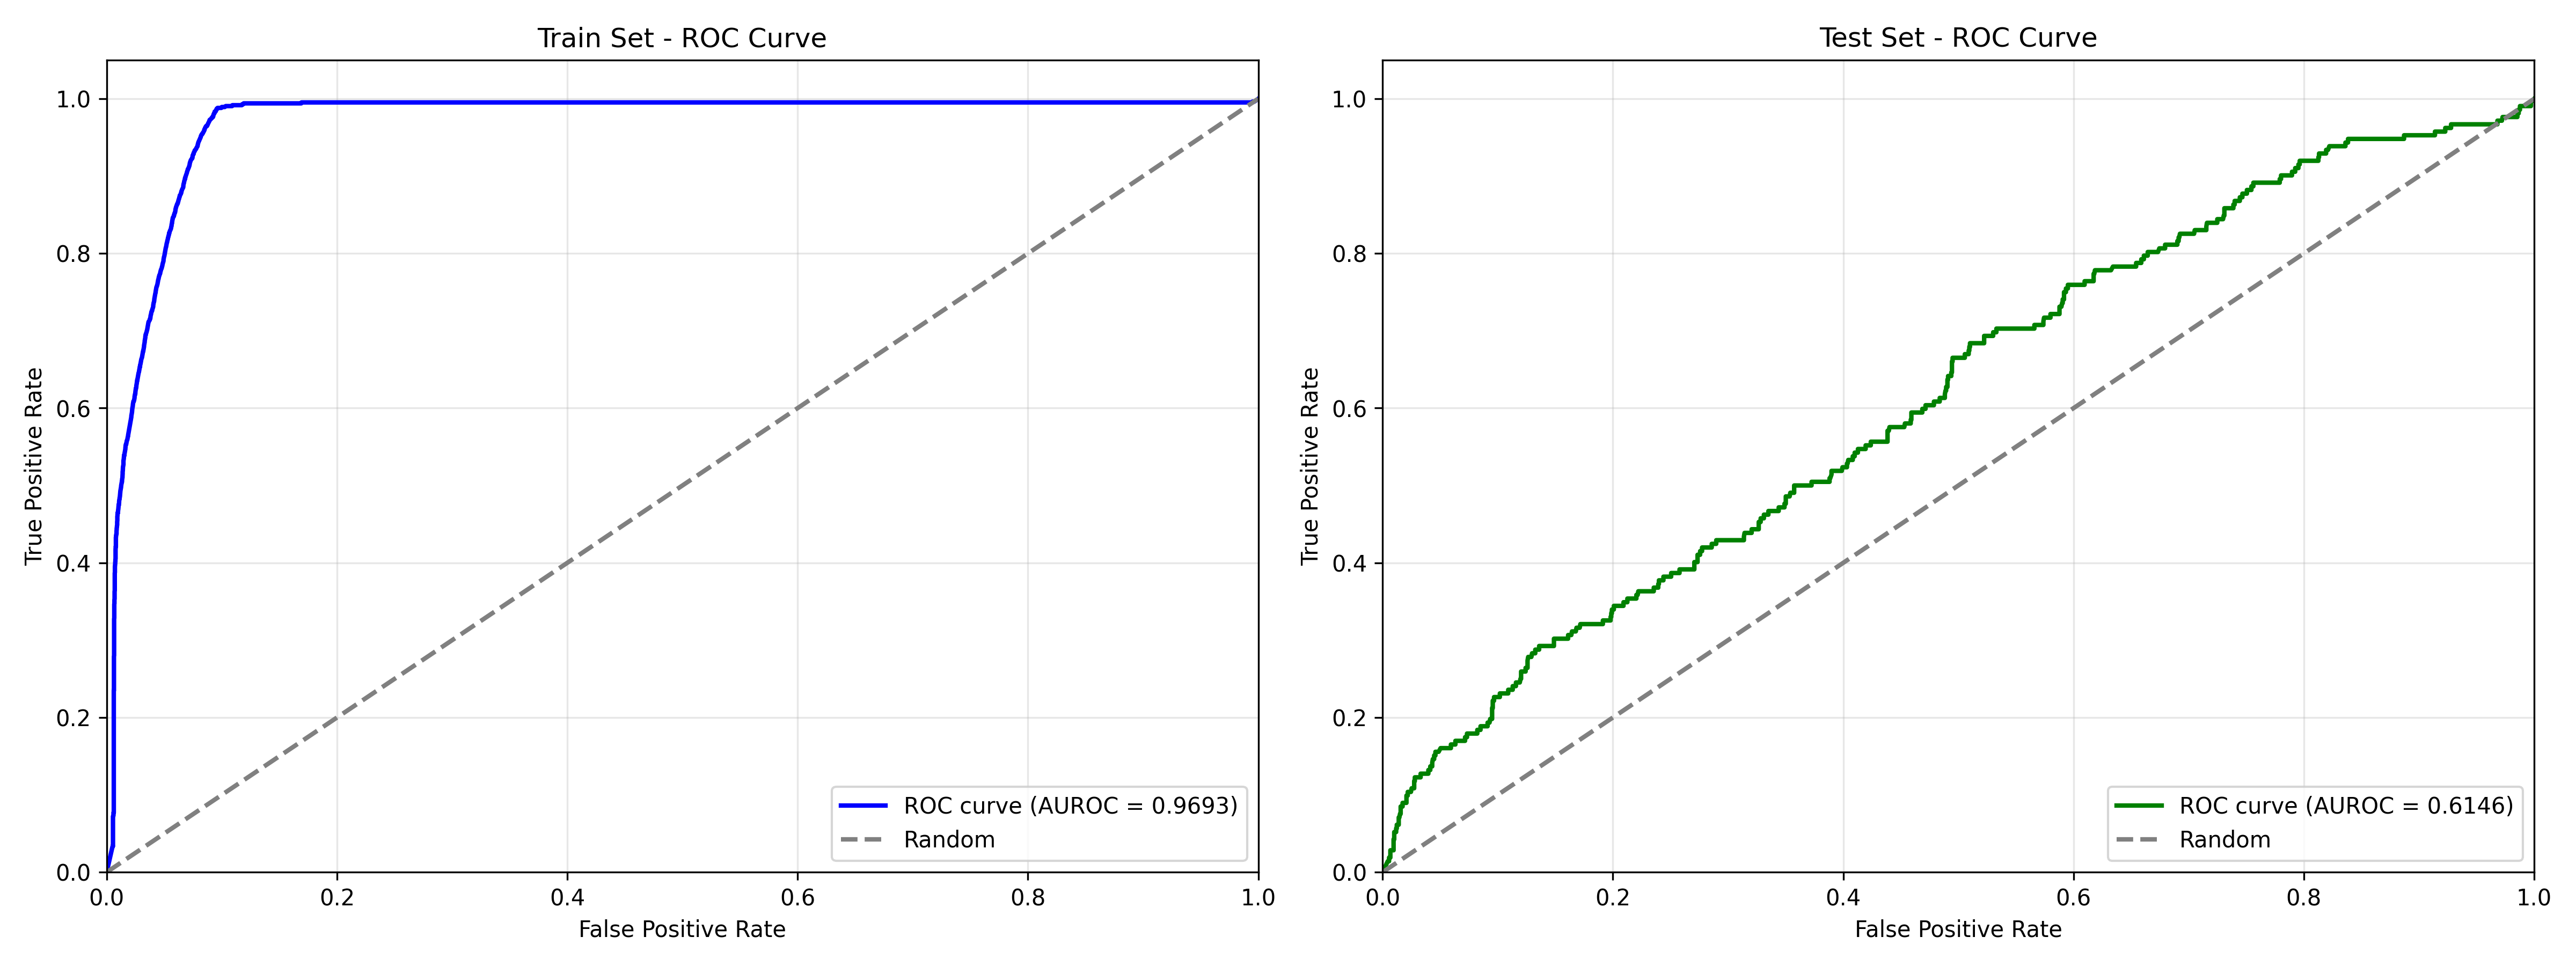 Train Set - ROC Curve
True Positive Rate
1.0
0.8
0.6
0.4
0.2
0.0
0.0 0.2 0.4 0.6 0.8 1.0
False Positive Rate
ROC curve (AUROC = 0.9693)
Random
Test Set - ROC Curve
True Positive Rate
1.0
0.8
0.6
0.4
0.2
0.0
0.0 0.2 0.4 0.6 0.8 1.0
False Positive Rate
ROC curve (AUROC = 0.6146)
Random